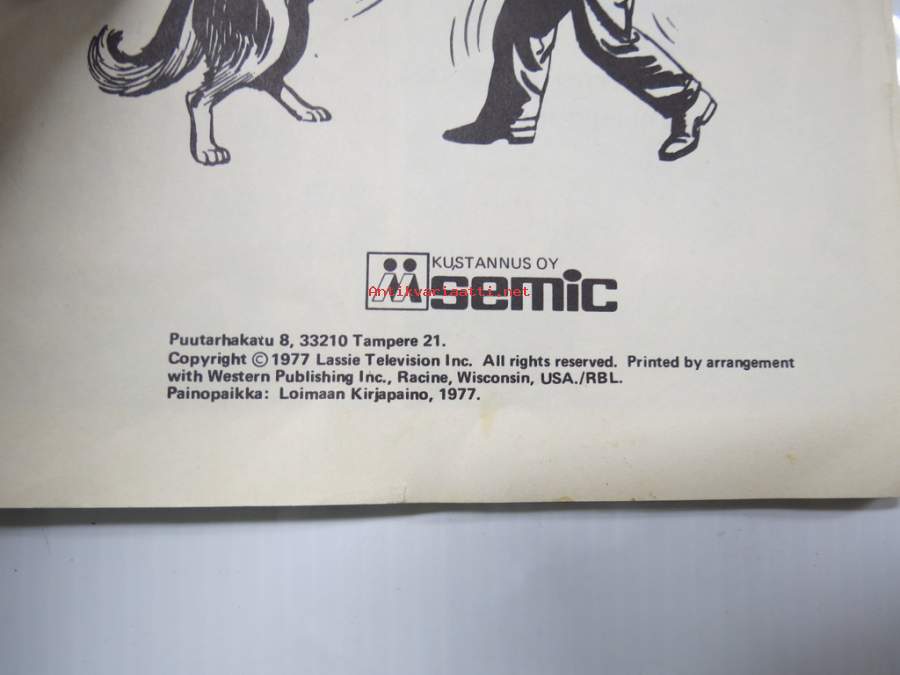 KUSTANNUS OY
semic
Antikvariaatti.net
Puutarhakatu 8, 33210 Tampere 21.
Copyright © 1977 Lassie Television Inc. All rights reserved. Printed by arrangement
with Western Publishing Inc., Racine, Wisconsin, USA./RBL.
Painopaikka: Loimaan Kirjapaino, 1977.